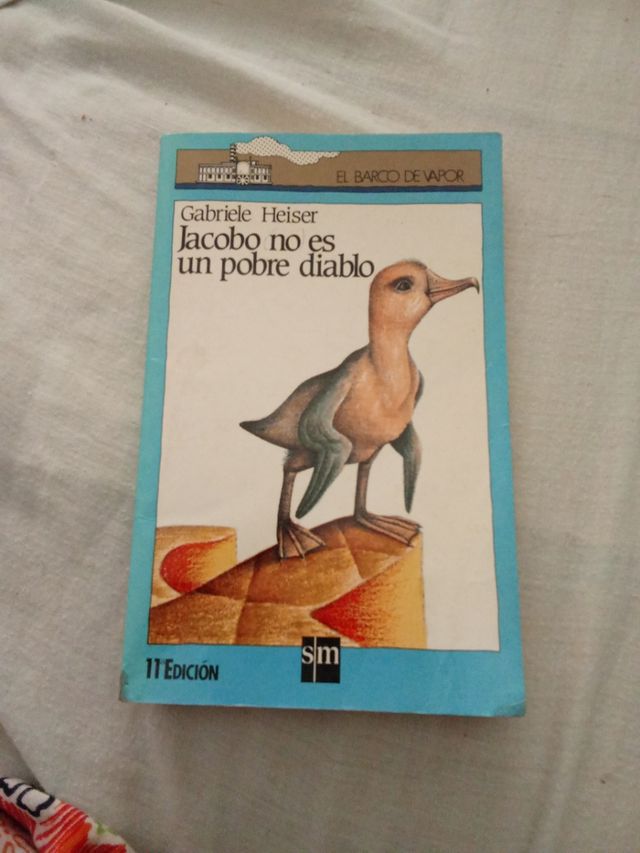 EL BARCO DE VAPOR
Gabriele Heiser
Jacobo no es
un pobre diablo
11 EDICIÓN
sm